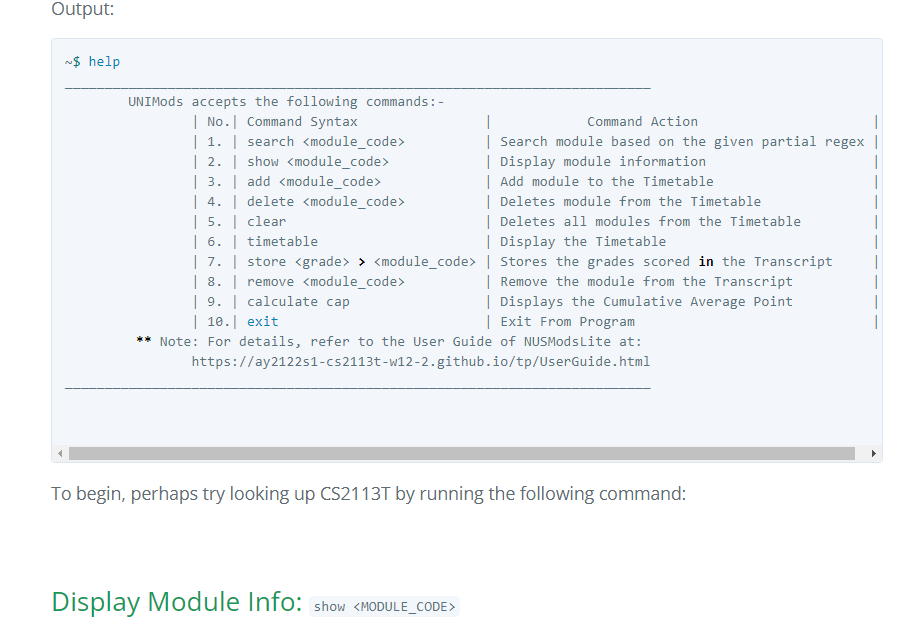 Output:
~$ help
UNIMods accepts the following commands:-
| No.| Command Syntax | Command Action |
| 1. | search <module_code> | Search module based on the given partial regex |
| 2. | show <module_code> | Display module information |
| 3. | add <module_code> | Add module to the Timetable |
| 4. | delete <module_code> | Deletes module from the Timetable |
| 5. | clear | Deletes all modules from the Timetable |
| 6. | timetable | Display the Timetable |
| 7. | store <grade> > <module_code> | Stores the grades scored in the Transcript |
| 8. | remove <module_code> | Remove the module from the Transcript |
| 9. | calculate cap | Displays the Cumulative Average Point |
| 10.| exit | Exit From Program |
** Note: For details, refer to the User Guide of NUSModsLite at:
https://ay2122s1-cs2113t-w12-2.github.io/tp/UserGuide.html
To begin, perhaps try looking up CS2113T by running the following command:
Display Module Info: show <MODULE_CODE>